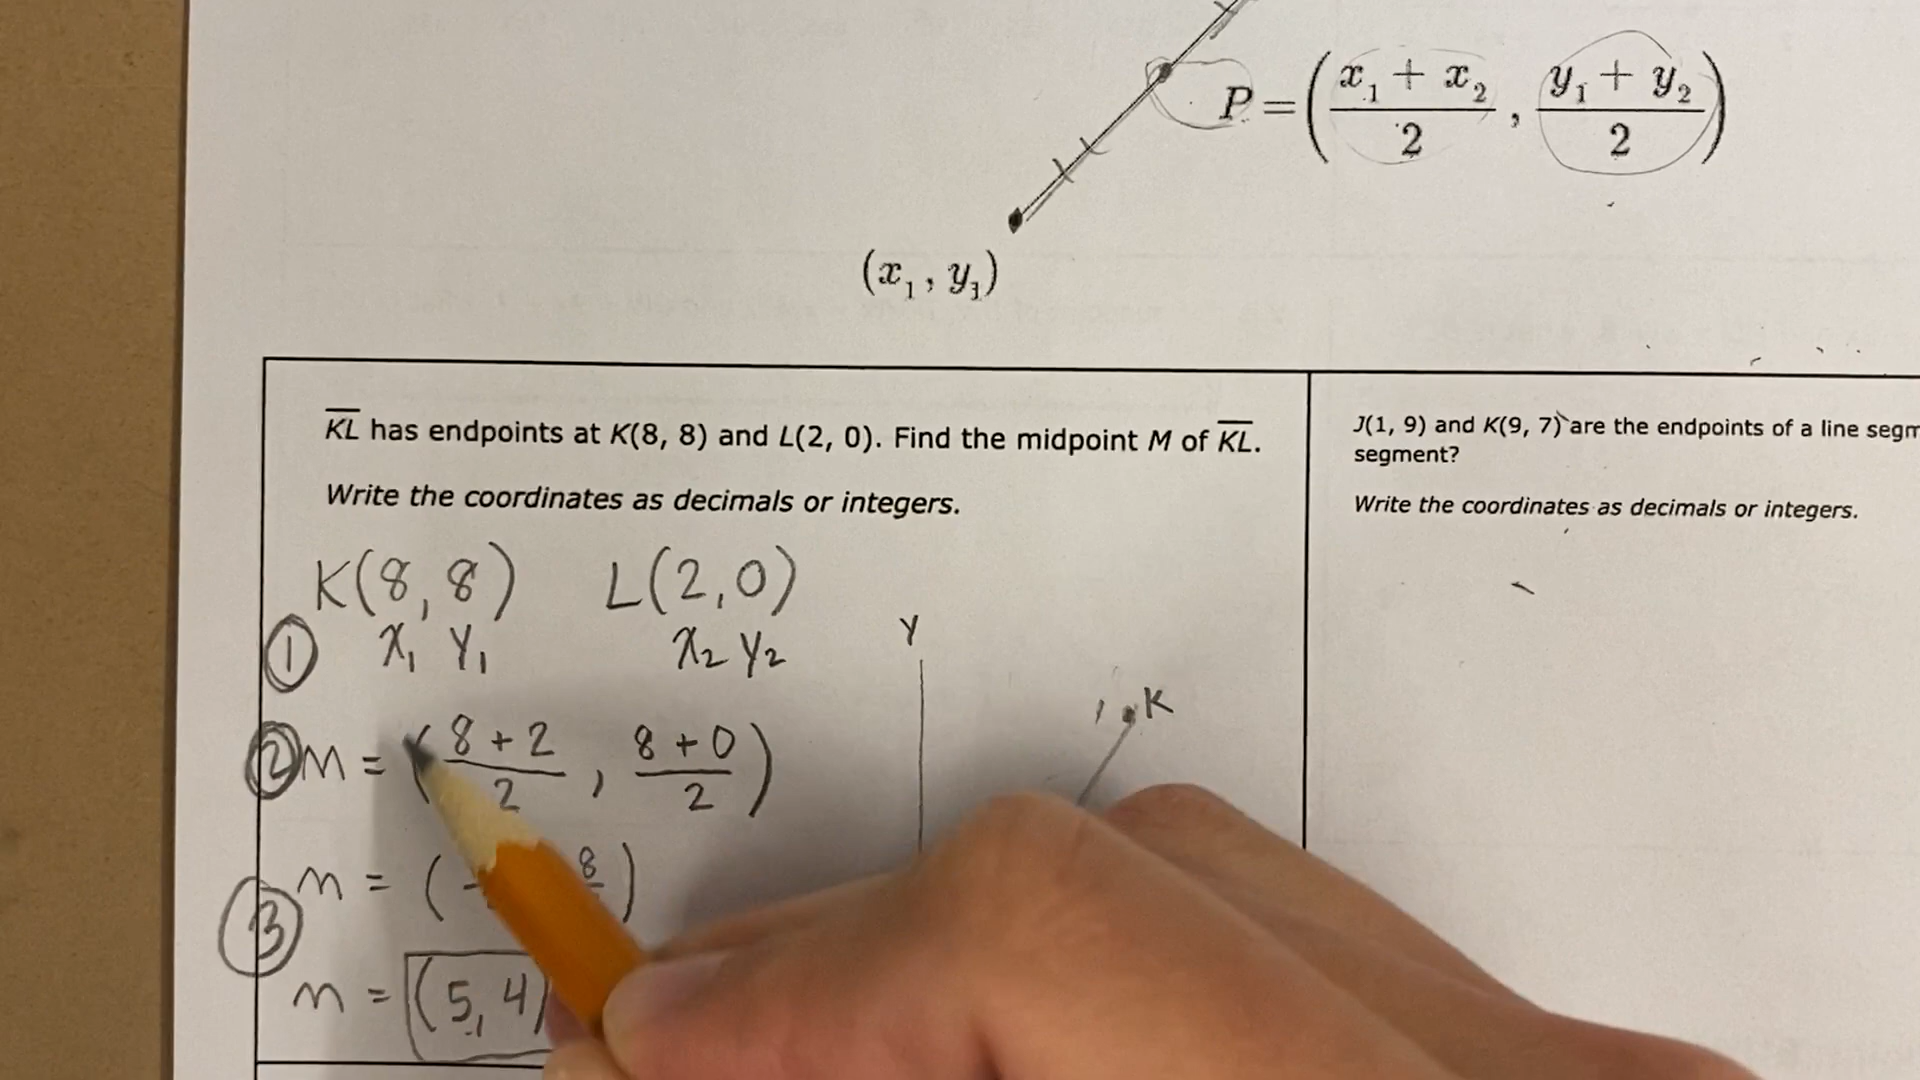 P = ( x₁ + x₂ / 2 , y₁ + y₂ / 2 )
(x₁, y₁)
KL has endpoints at K(8, 8) and L(2, 0). Find the midpoint M of KL.
Write the coordinates as decimals or integers.
K(8, 8) L(2, 0)
① X₁ Y₁ X₂ Y₂
② M = ( 8 + 2 / 2 , 8 + 0 / 2 )
③ M = ( 8 )
M = (5, 4)
Y
K
J(1, 9) and K(9, 7) are the endpoints of a line segm
segment?
Write the coordinates as decimals or integers.